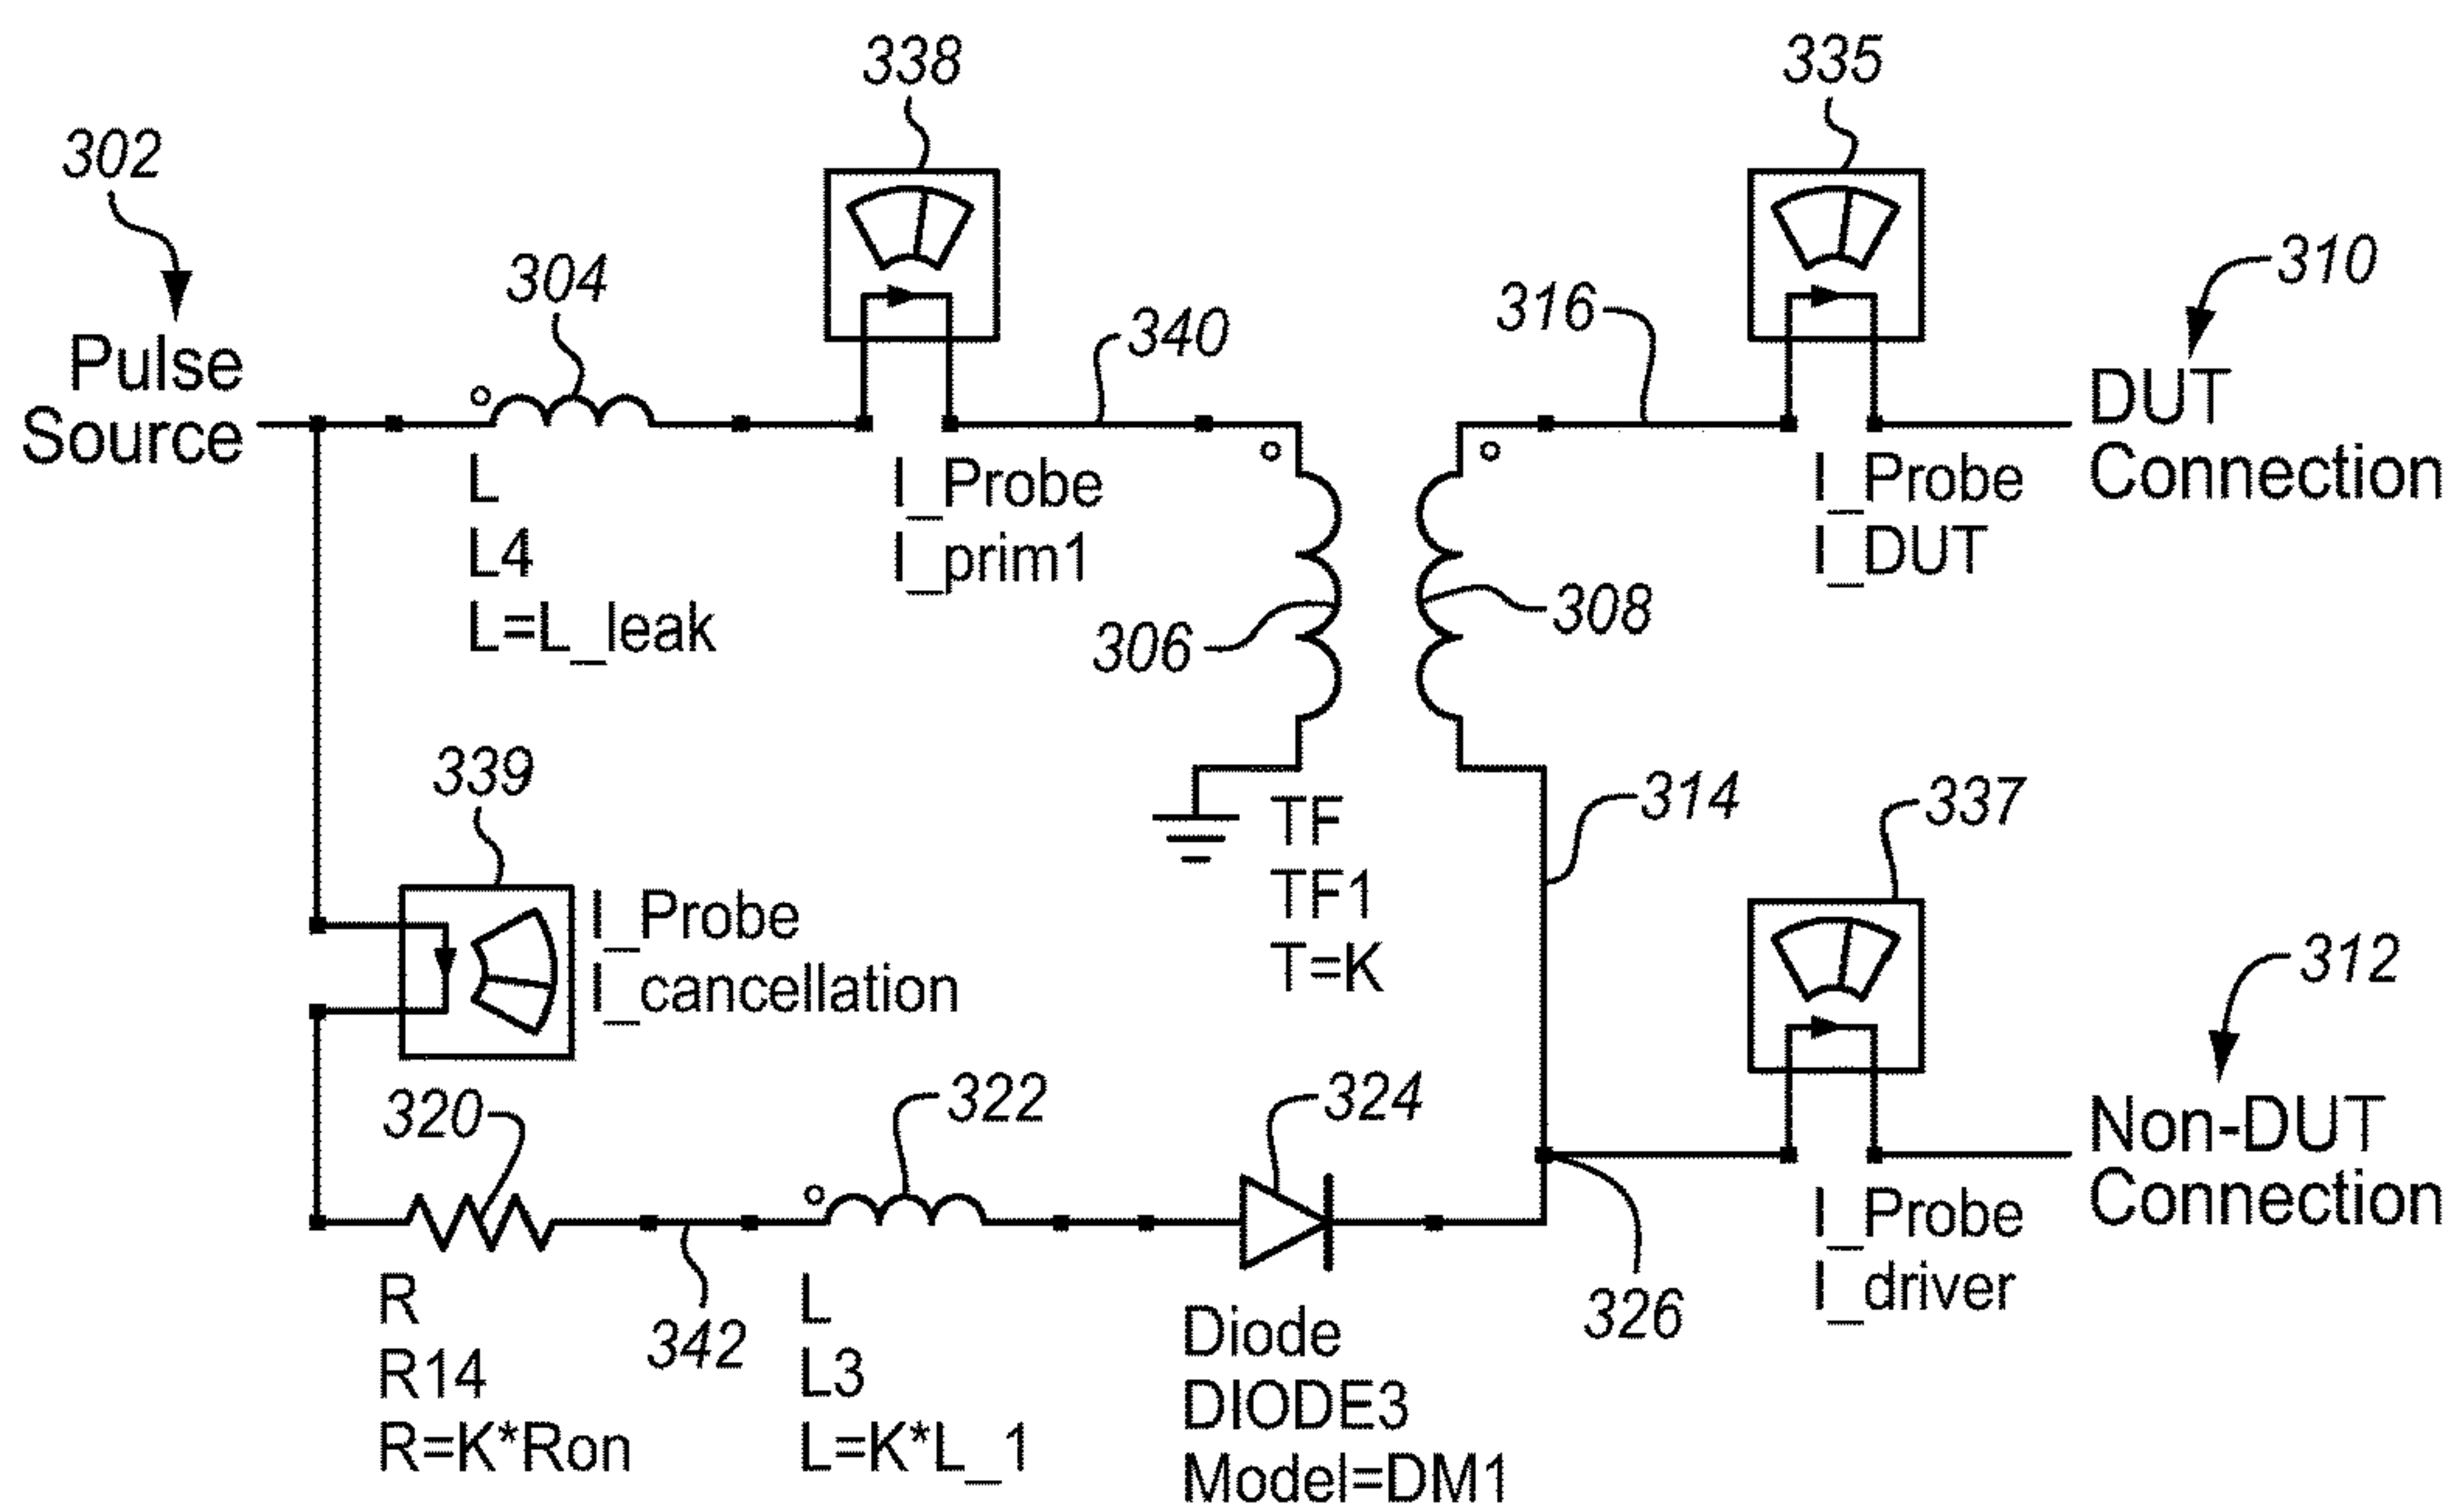 338
335
302
304
310
316
340
Pulse
Source
DUT
Connection
L
L4
L=L_leak
I_Probe
I_prim1
I_Probe
I_DUT
306
308
339
314
337
I_Probe
I_cancellation
TF
TF1
T=K
312
320
322
324
Non-DUT
Connection
R
R14
R=K*Ron
342
L
L3
L=K*L_1
Diode
DIODE3
Model=DM1
326
I_Probe
I_driver